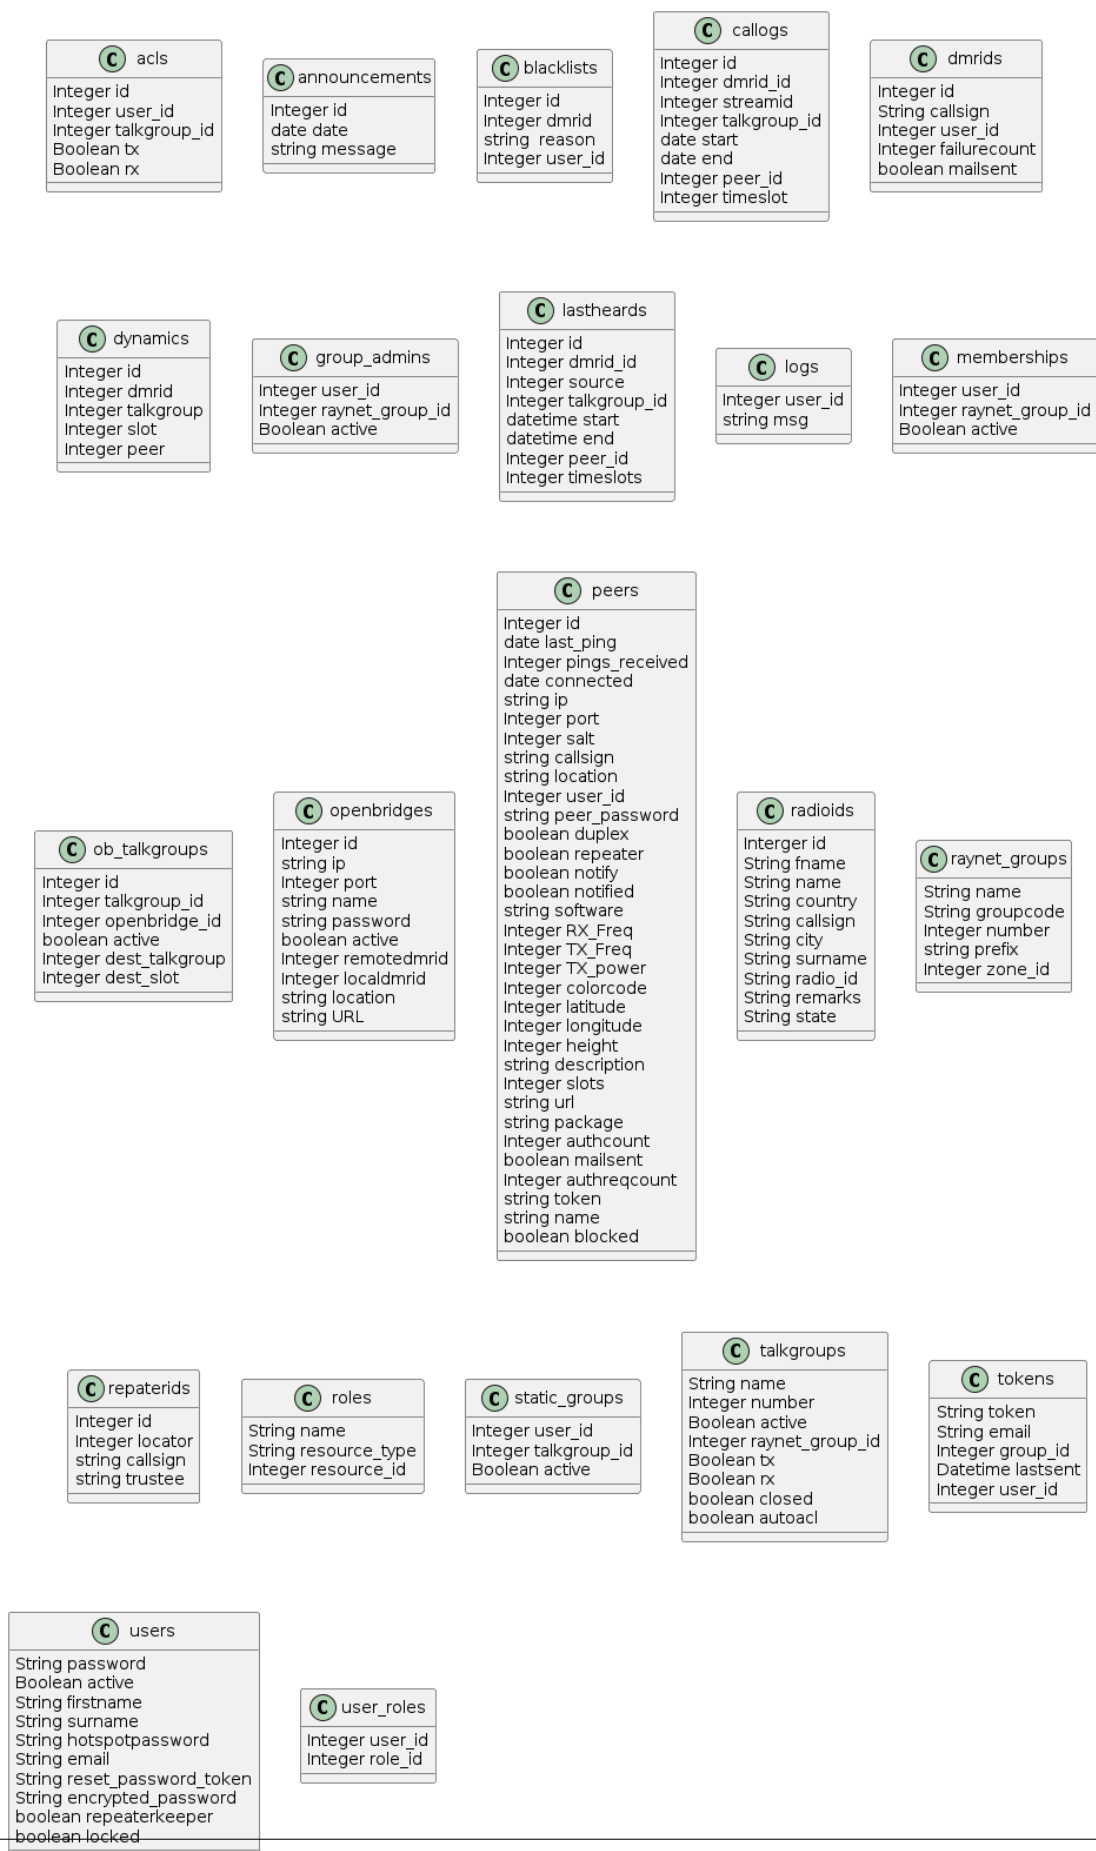 C acls
Integer id
Integer user_id
Integer talkgroup_id
Boolean tx
Boolean rx
C announcements
Integer id
date date
string message
C blacklists
Integer id
Integer dmrid
string  reason
Integer user_id
C callogs
Integer id
Integer dmrid_id
Integer streamid
Integer talkgroup_id
date start
date end
Integer peer_id
Integer timeslot
C dmrids
Integer id
String callsign
Integer user_id
Integer failurecount
boolean mailsent
C dynamics
Integer id
Integer dmrid
Integer talkgroup
Integer slot
Integer peer
C group_admins
Integer user_id
Integer raynet_group_id
Boolean active
C lastheards
Integer id
Integer dmrid_id
Integer source
Integer talkgroup_id
datetime start
datetime end
Integer peer_id
Integer timeslots
C logs
Integer user_id
string msg
C memberships
Integer user_id
Integer raynet_group_id
Boolean active
C ob_talkgroups
Integer id
Integer talkgroup_id
Integer openbridge_id
boolean active
Integer dest_talkgroup
Integer dest_slot
C openbridges
Integer id
string ip
Integer port
string name
string password
boolean active
Integer remotedmrid
Integer localdmrid
string location
string URL
C peers
Integer id
date last_ping
Integer pings_received
date connected
string ip
Integer port
Integer salt
string callsign
string location
Integer user_id
string peer_password
boolean duplex
boolean repeater
boolean notify
boolean notified
string software
Integer RX_Freq
Integer TX_Freq
Integer TX_power
Integer colorcode
Integer latitude
Integer longitude
Integer height
string description
Integer slots
string url
string package
Integer authcount
boolean mailsent
Integer authreqcount
string token
string name
boolean blocked
C radioids
Interger id
String fname
String name
String country
String callsign
String city
String surname
String radio_id
String remarks
String state
C raynet_groups
String name
String groupcode
Integer number
string prefix
Integer zone_id
C repaterids
Integer id
Integer locator
string callsign
string trustee
C roles
String name
String resource_type
Integer resource_id
C static_groups
Integer user_id
Integer talkgroup_id
Boolean active
C talkgroups
String name
Integer number
Boolean active
Integer raynet_group_id
Boolean tx
Boolean rx
boolean closed
boolean autoacl
C tokens
String token
String email
Integer group_id
Datetime lastsent
Integer user_id
C users
String password
Boolean active
String firstname
String surname
String hotspotpassword
String email
String reset_password_token
String encrypted_password
boolean repeaterkeeper
boolean locked
C user_roles
Integer user_id
Integer role_id